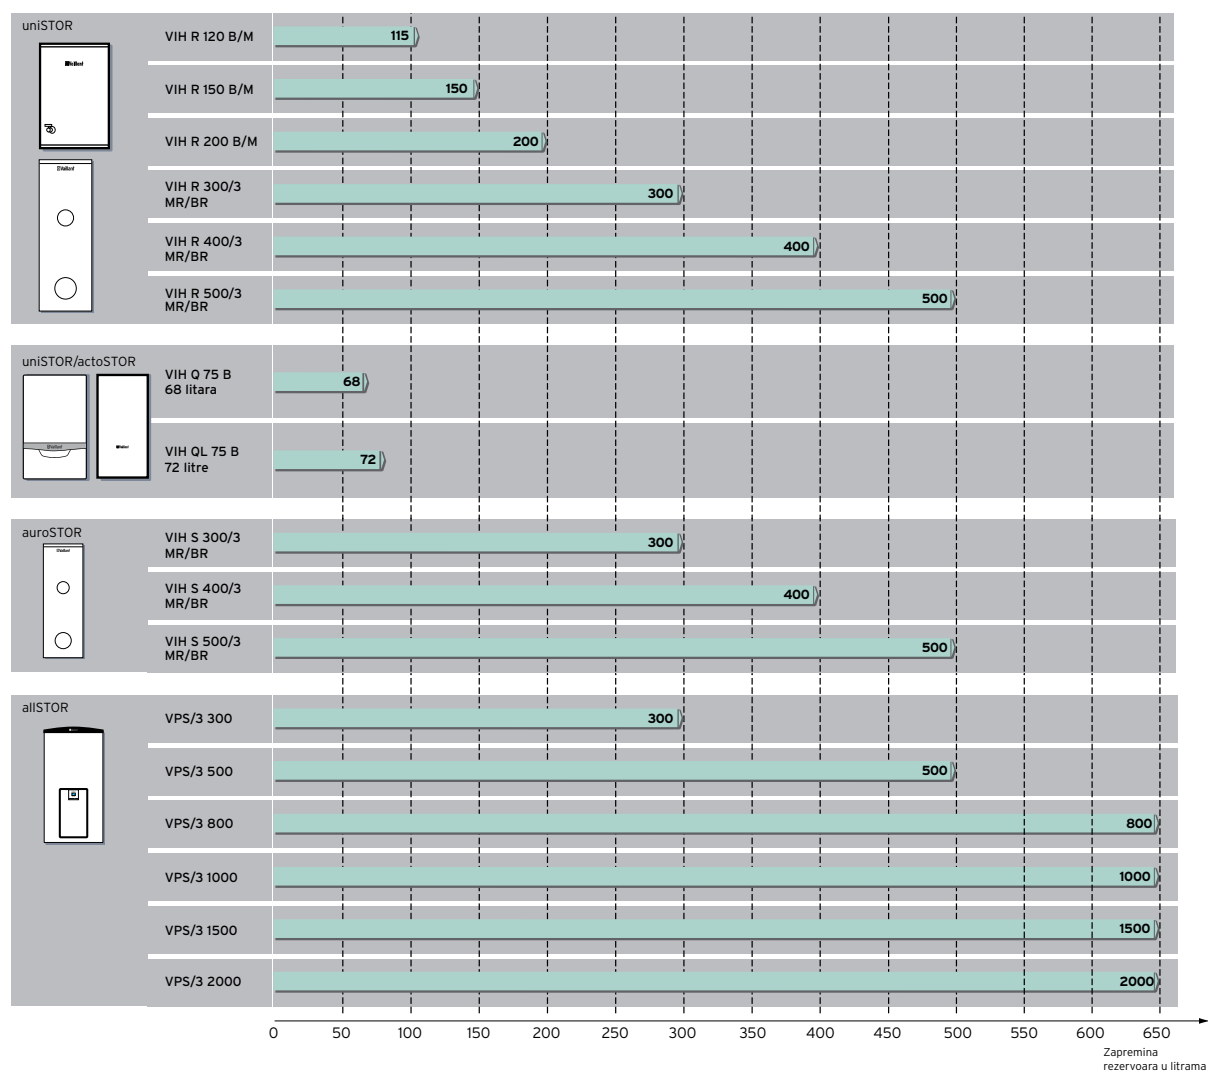 uniSTOR
Vaillant
Vaillant
VIH R 120 B/M
115
VIH R 150 B/M
150
VIH R 200 B/M
200
VIH R 300/3
MR/BR
300
VIH R 400/3
MR/BR
400
VIH R 500/3
MR/BR
500
uniSTOR/actoSTOR
Vaillant
Vaillant
VIH Q 75 B
68 litara
68
VIH QL 75 B
72 litre
72
auroSTOR
Vaillant
VIH S 300/3
MR/BR
300
VIH S 400/3
MR/BR
400
VIH S 500/3
MR/BR
500
allSTOR
VPS/3 300
300
VPS/3 500
500
VPS/3 800
800
VPS/3 1000
1000
VPS/3 1500
1500
VPS/3 2000
2000
0 50 100 150 200 250 300 350 400 450 500 550 600 650
Zapremina
rezervoara u litrama